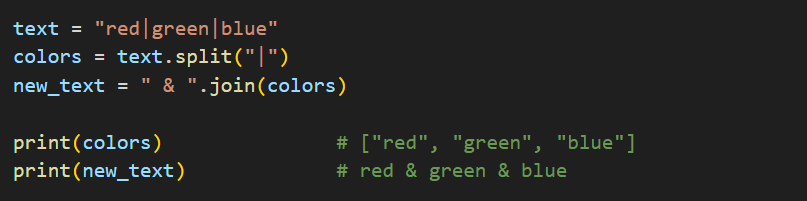 text = "red|green|blue"
colors = text.split("|")
new_text = " & ".join(colors)
print(colors)                # ["red", "green", "blue"]
print(new_text)              # red & green & blue